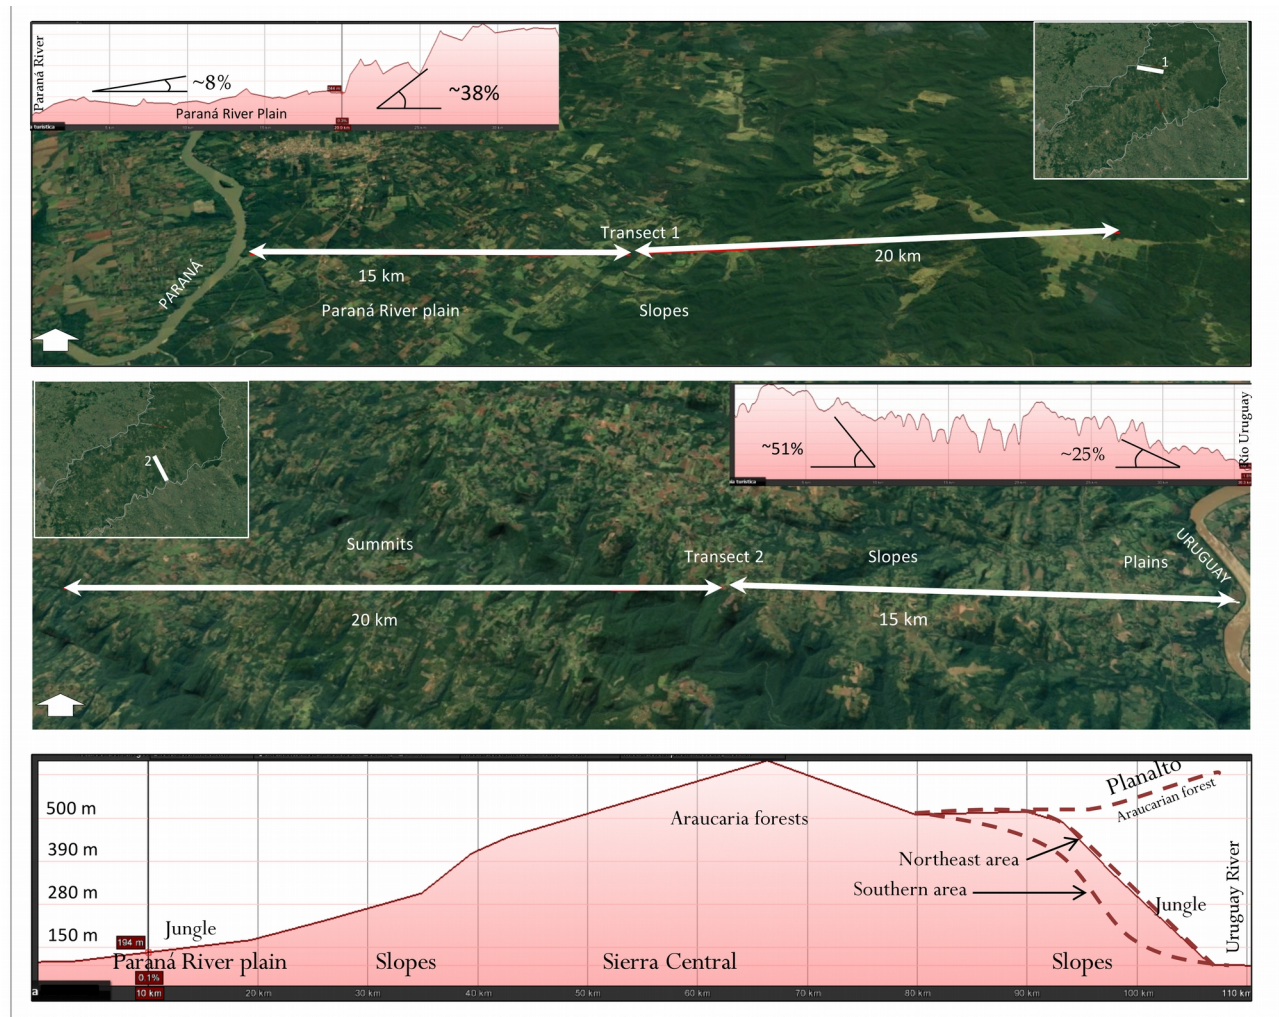 Paraná River
~8%
~38%
Paraná River Plain
1
Transect 1
15 km
20 km
PARANÁ
Paraná River plain
Slopes
2
~51%
~25%
Río Uruguay
Summits
Transect 2
Slopes
Plains
URUGUAY
20 km
15 km
Planalto
Araucarian forest
500 m
Araucaria forests
390 m
Northeast area
280 m
Southern area
Jungle
Uruguay River
150 m
Jungle
194 m
Paraná River plain
Slopes
Sierra Central
Slopes
0.1%
10 km
20 km
30 km
40 km
50 km
60 km
70 km
80 km
90 km
100 km
110 km